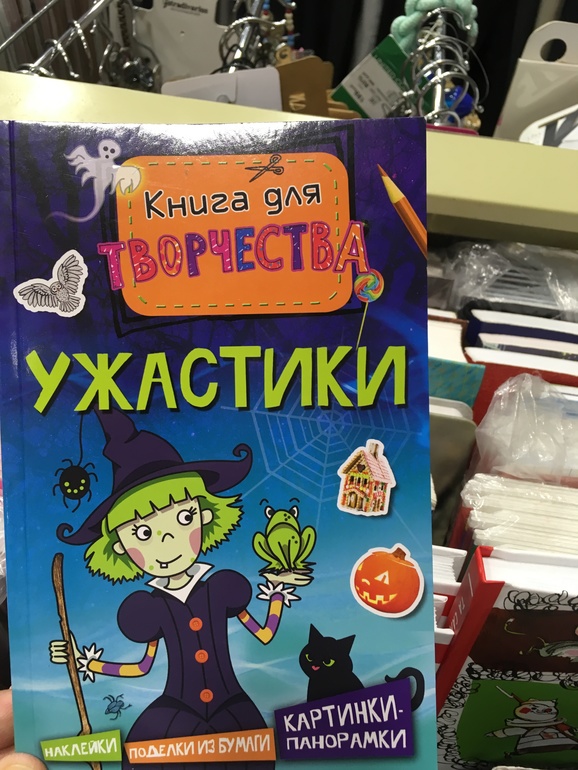 Книга для
ТВОРЧЕСТВА
УЖАСТИКИ
НАКЛЕЙКИ
ПОДЕЛКИ ИЗ БУМАГИ
КАРТИНКИ-
ПАНОРАМКИ